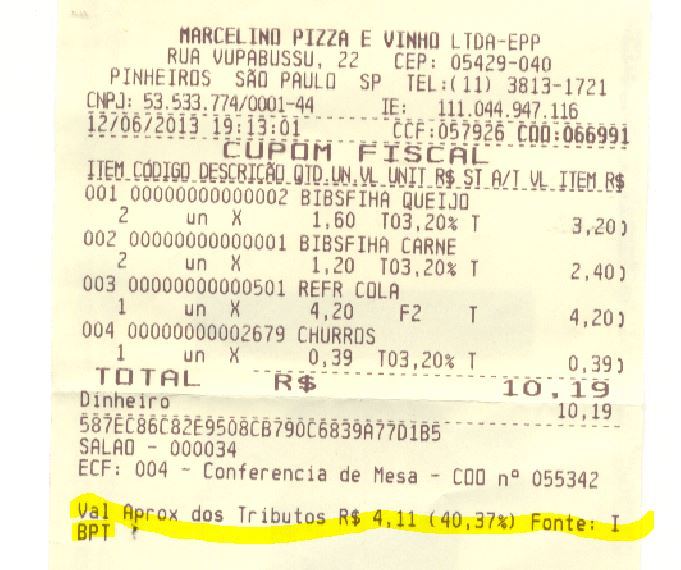 MARCELINO PIZZA E VINHO LTDA-EPP
RUA VUPABUSSU, 22 CEP: 05429-040
PINHEIROS SÃO PAULO SP TEL:(11) 3813-1721
CNPJ: 53.533.774/0001-44 IE: 111.044.947.116
12/06/2013 19:13:01 CCF:057926 COO:066991
CUPOM FISCAL
ITEM CÓDIGO DESCRIÇÃO QTD.UN.VL UNIT R$ ST A/T VL ITEM R$
001 00000000000002 BIBSFIHA QUEIJO
2 un X 1,60 T03,20% T 3,20)
002 00000000000001 BIBSFIHA CARNE
2 un X 1,20 T03,20% T 2,40)
003 00000000000501 REFR COLA
1 un X 4,20 F2 T 4,20)
004 00000000002679 CHURROS
1 un X 0,39 T03,20% T 0,39)
TOTAL R$ 10,19
Dinheiro 10,19
587EC86C82E9508CB790C6839A77D1B5
SALAO - 000034
ECF: 004 - Conferencia de Mesa - COO nº 055342
Val Aprox dos Tributos R$ 4,11 (40,37%) Fonte: I
BPT